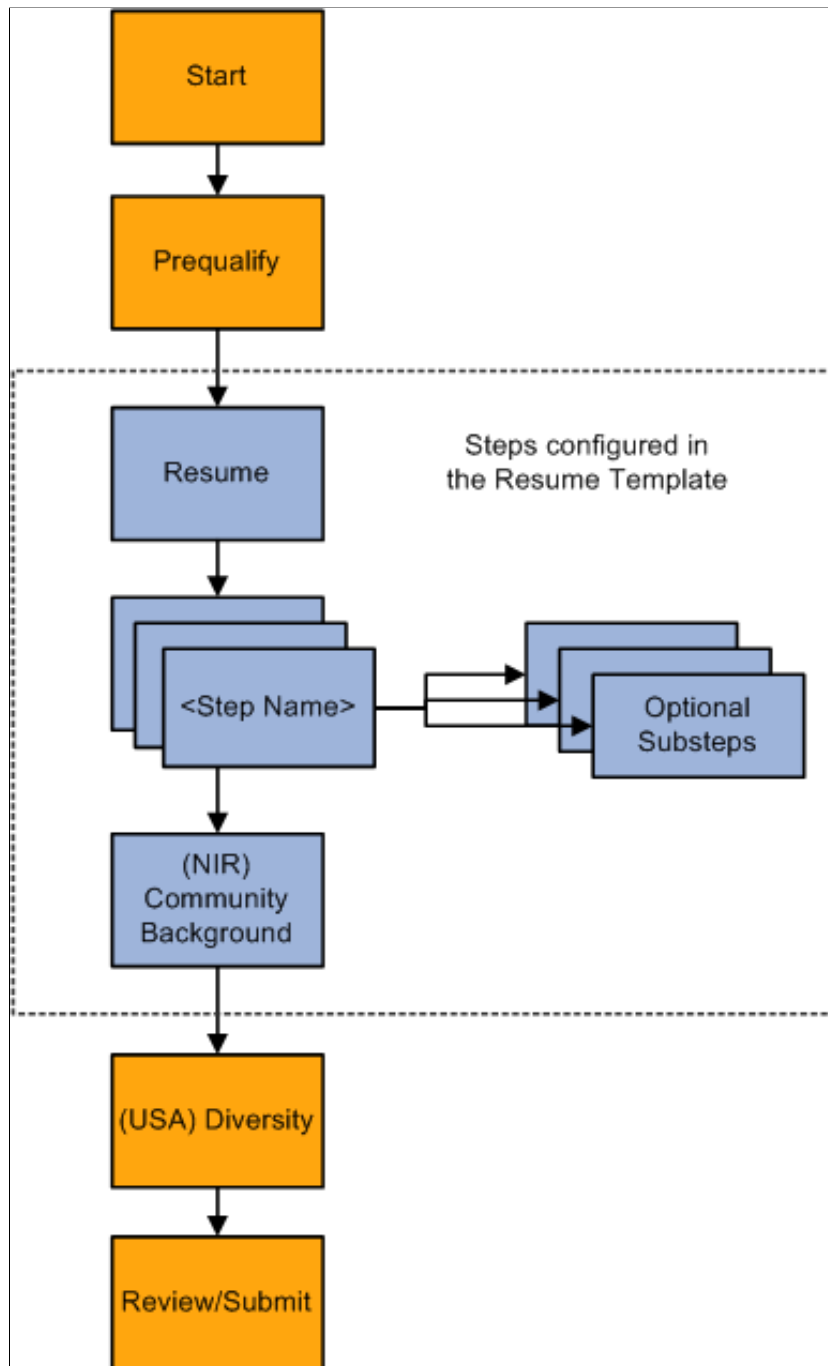 Start
Prequalify
Resume
Steps configured in
the Resume Template
<Step Name>
Optional
Substeps
(NIR)
Community
Background
(USA) Diversity
Review/Submit